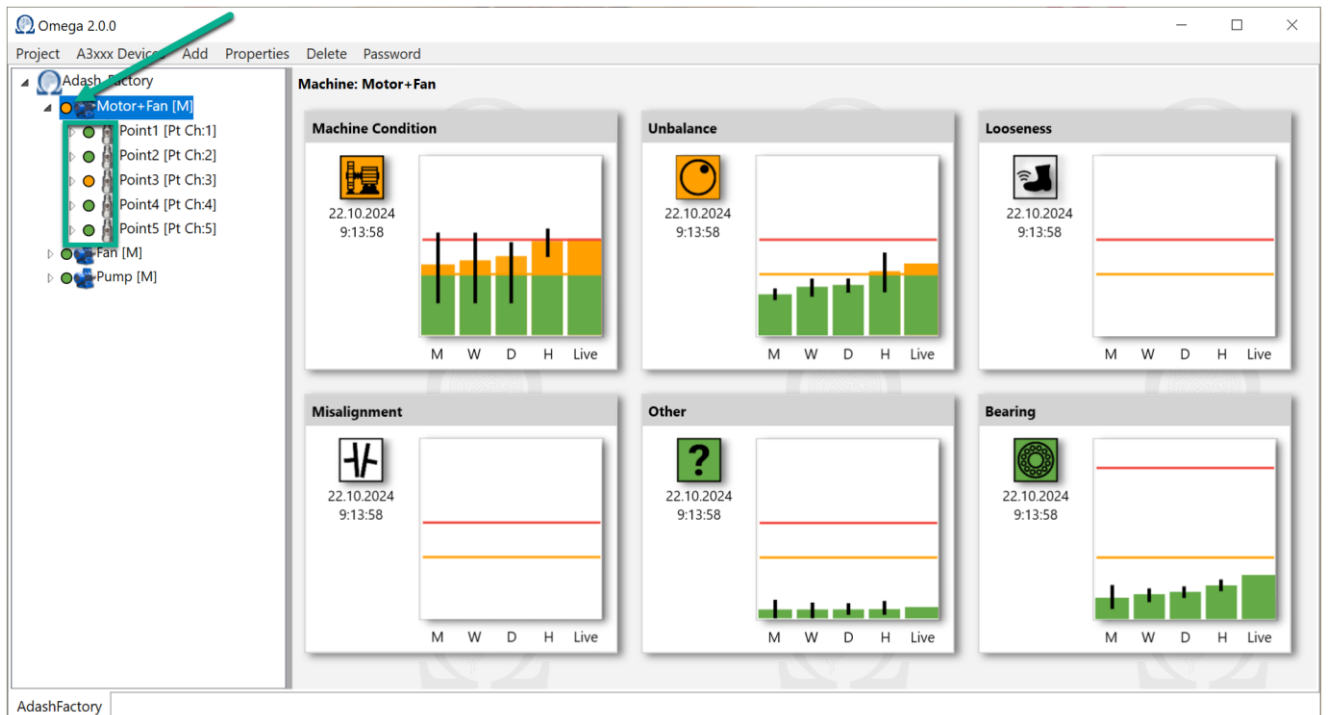 Omega 2.0.0
Project A3xxx Devices Add Properties Delete Password
Adash_Factory
Motor+Fan [M]
Point1 [Pt Ch:1]
Point2 [Pt Ch:2]
Point3 [Pt Ch:3]
Point4 [Pt Ch:4]
Point5 [Pt Ch:5]
Fan [M]
Pump [M]
Machine: Motor+Fan
Machine Condition
22.10.2024
9:13:58
M W D H Live
Unbalance
22.10.2024
9:13:58
M W D H Live
Looseness
22.10.2024
9:13:58
M W D H Live
Misalignment
22.10.2024
9:13:58
M W D H Live
Other
?
22.10.2024
9:13:58
M W D H Live
Bearing
22.10.2024
9:13:58
M W D H Live
AdashFactory